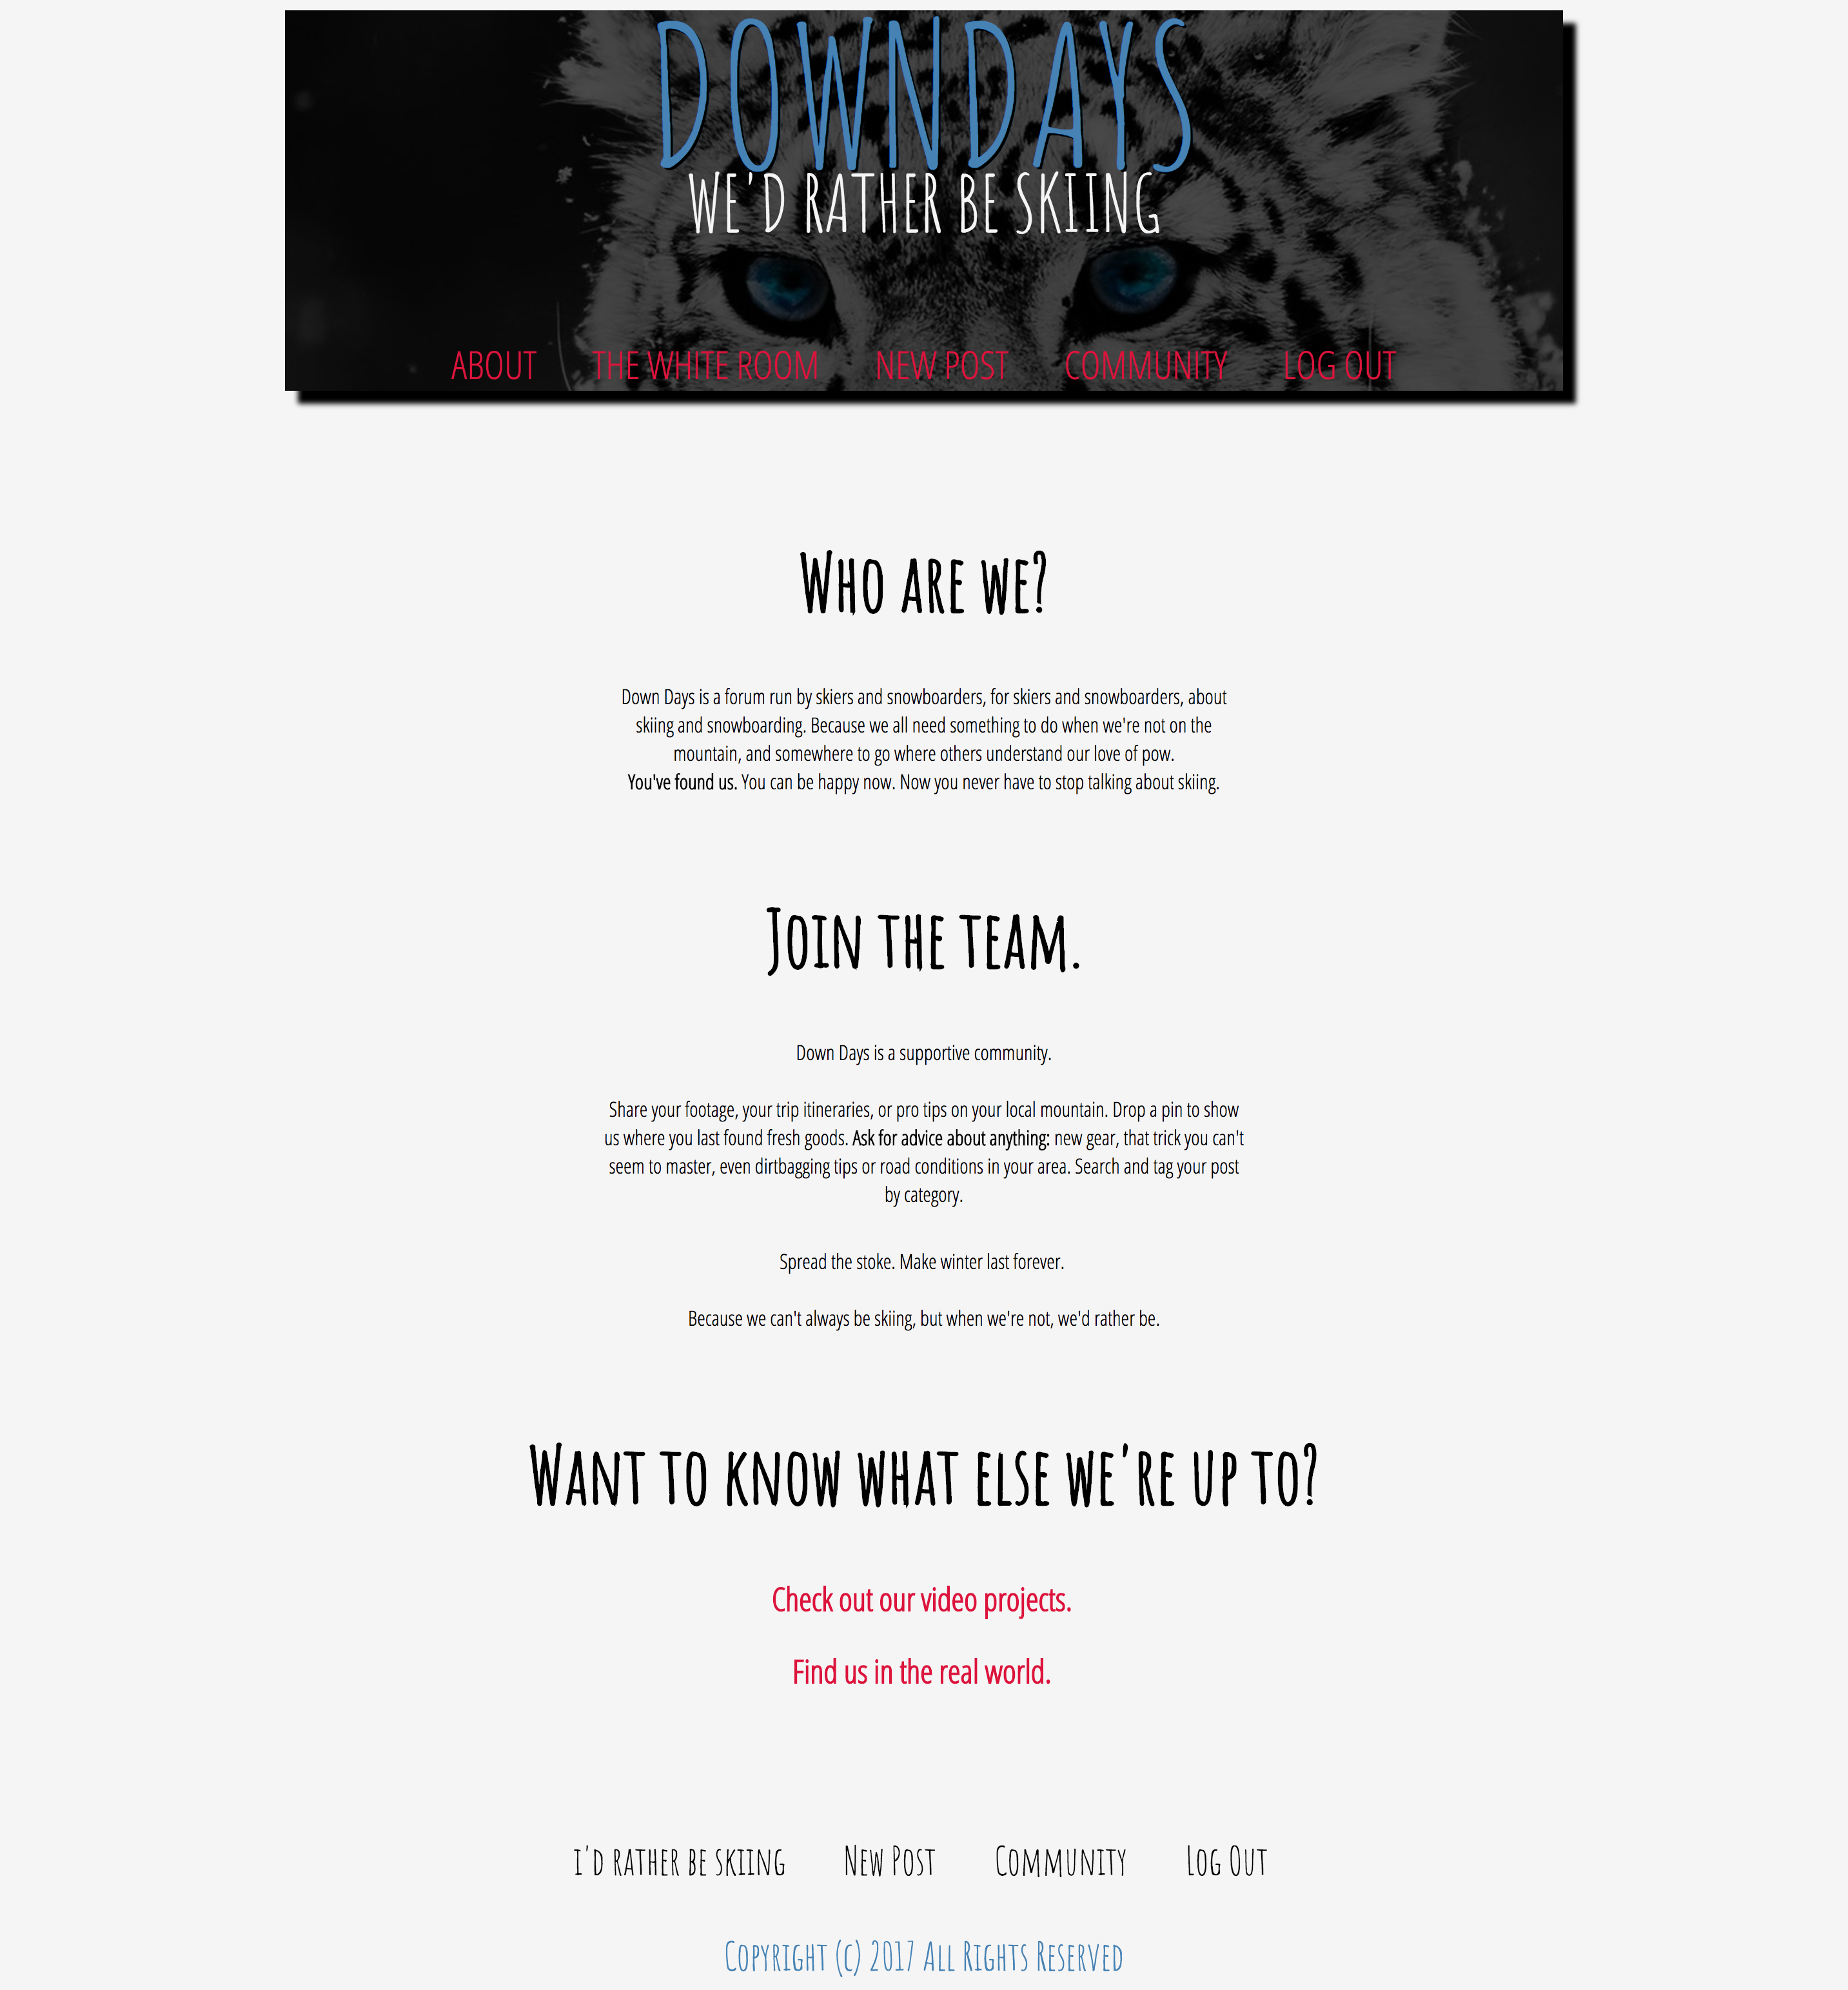 DOWNDAYS
WE'D RATHER BE SKIING
ABOUT THE WHITE ROOM NEW POST COMMUNITY LOG OUT
Who are we?
Down Days is a forum run by skiers and snowboarders, for skiers and snowboarders, about
skiing and snowboarding. Because we all need something to do when we're not on the
mountain, and somewhere to go where others understand our love of pow.
You've found us. You can be happy now. Now you never have to stop talking about skiing.
Join the team.
Down Days is a supportive community.
Share your footage, your trip itineraries, or pro tips on your local mountain. Drop a pin to show
us where you last found fresh goods. Ask for advice about anything: new gear, that trick you can't
seem to master, even dirtbagging tips or road conditions in your area. Search and tag your post
by category.
Spread the stoke. Make winter last forever.
Because we can't always be skiing, but when we're not, we'd rather be.
Want to know what else we're up to?
Check out our video projects.
Find us in the real world.
i'd rather be skiing New Post Community Log Out
Copyright (c) 2017 All Rights Reserved